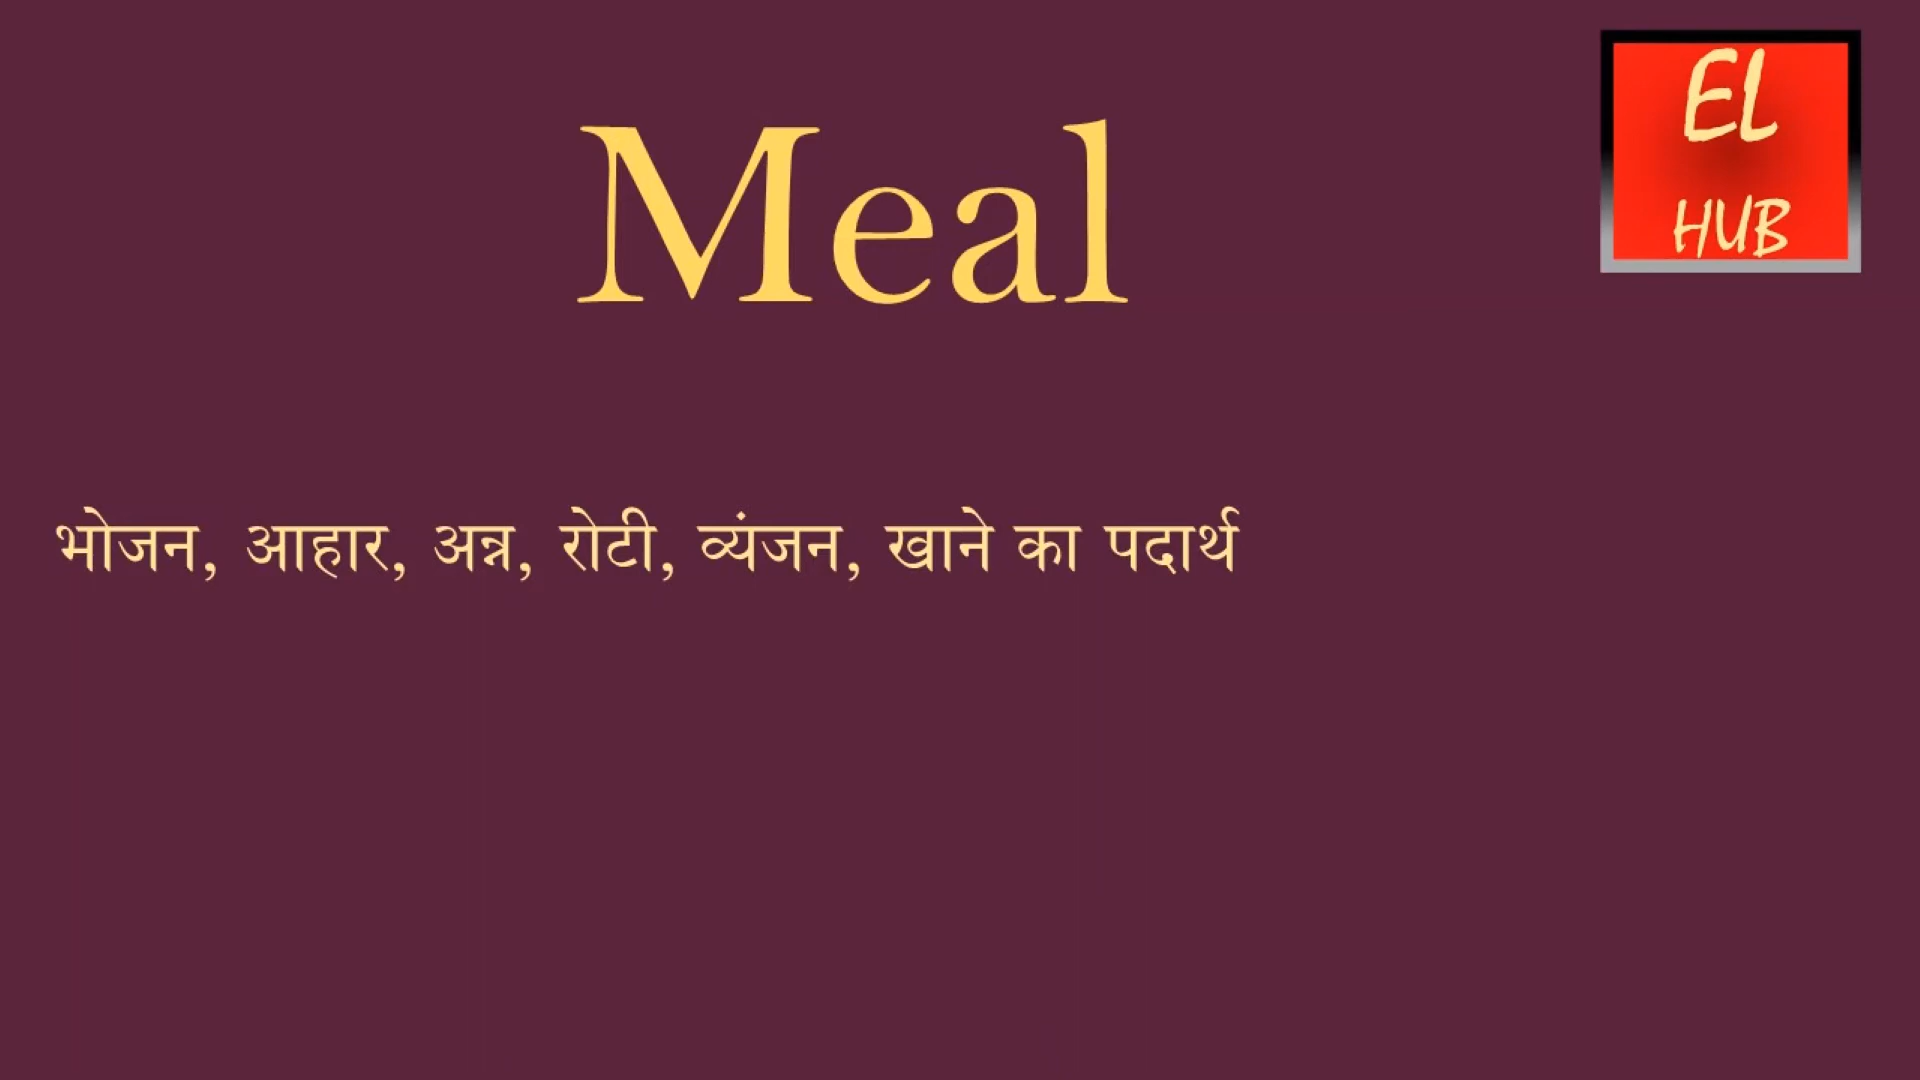 Meal
EL
HUB
भोजन, आहार, अन्न, रोटी, व्यंजन, खाने का पदार्थ